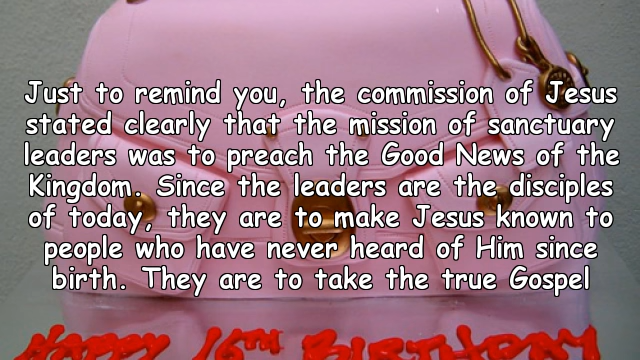 Just to remind you, the commission of Jesus
stated clearly that the mission of sanctuary
leaders was to preach the Good News of the
Kingdom. Since the leaders are the disciples
of today, they are to make Jesus known to
people who have never heard of Him since
birth. They are to take the true Gospel
HAPPY 16TH BIRTHDAY